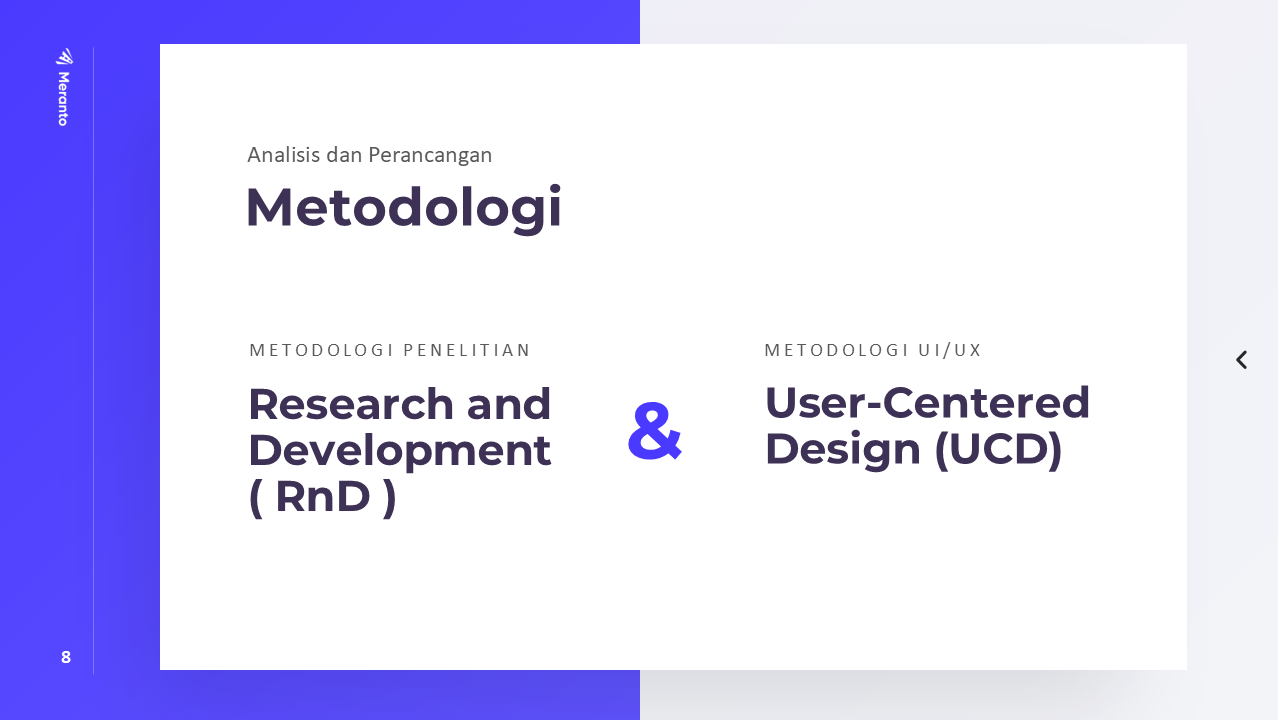 Meranto
Analisis dan Perancangan
Metodologi
METODOLOGI PENELITIAN
Research and
Development
( RnD )
&
METODOLOGI UI/UX
User-Centered
Design (UCD)
8